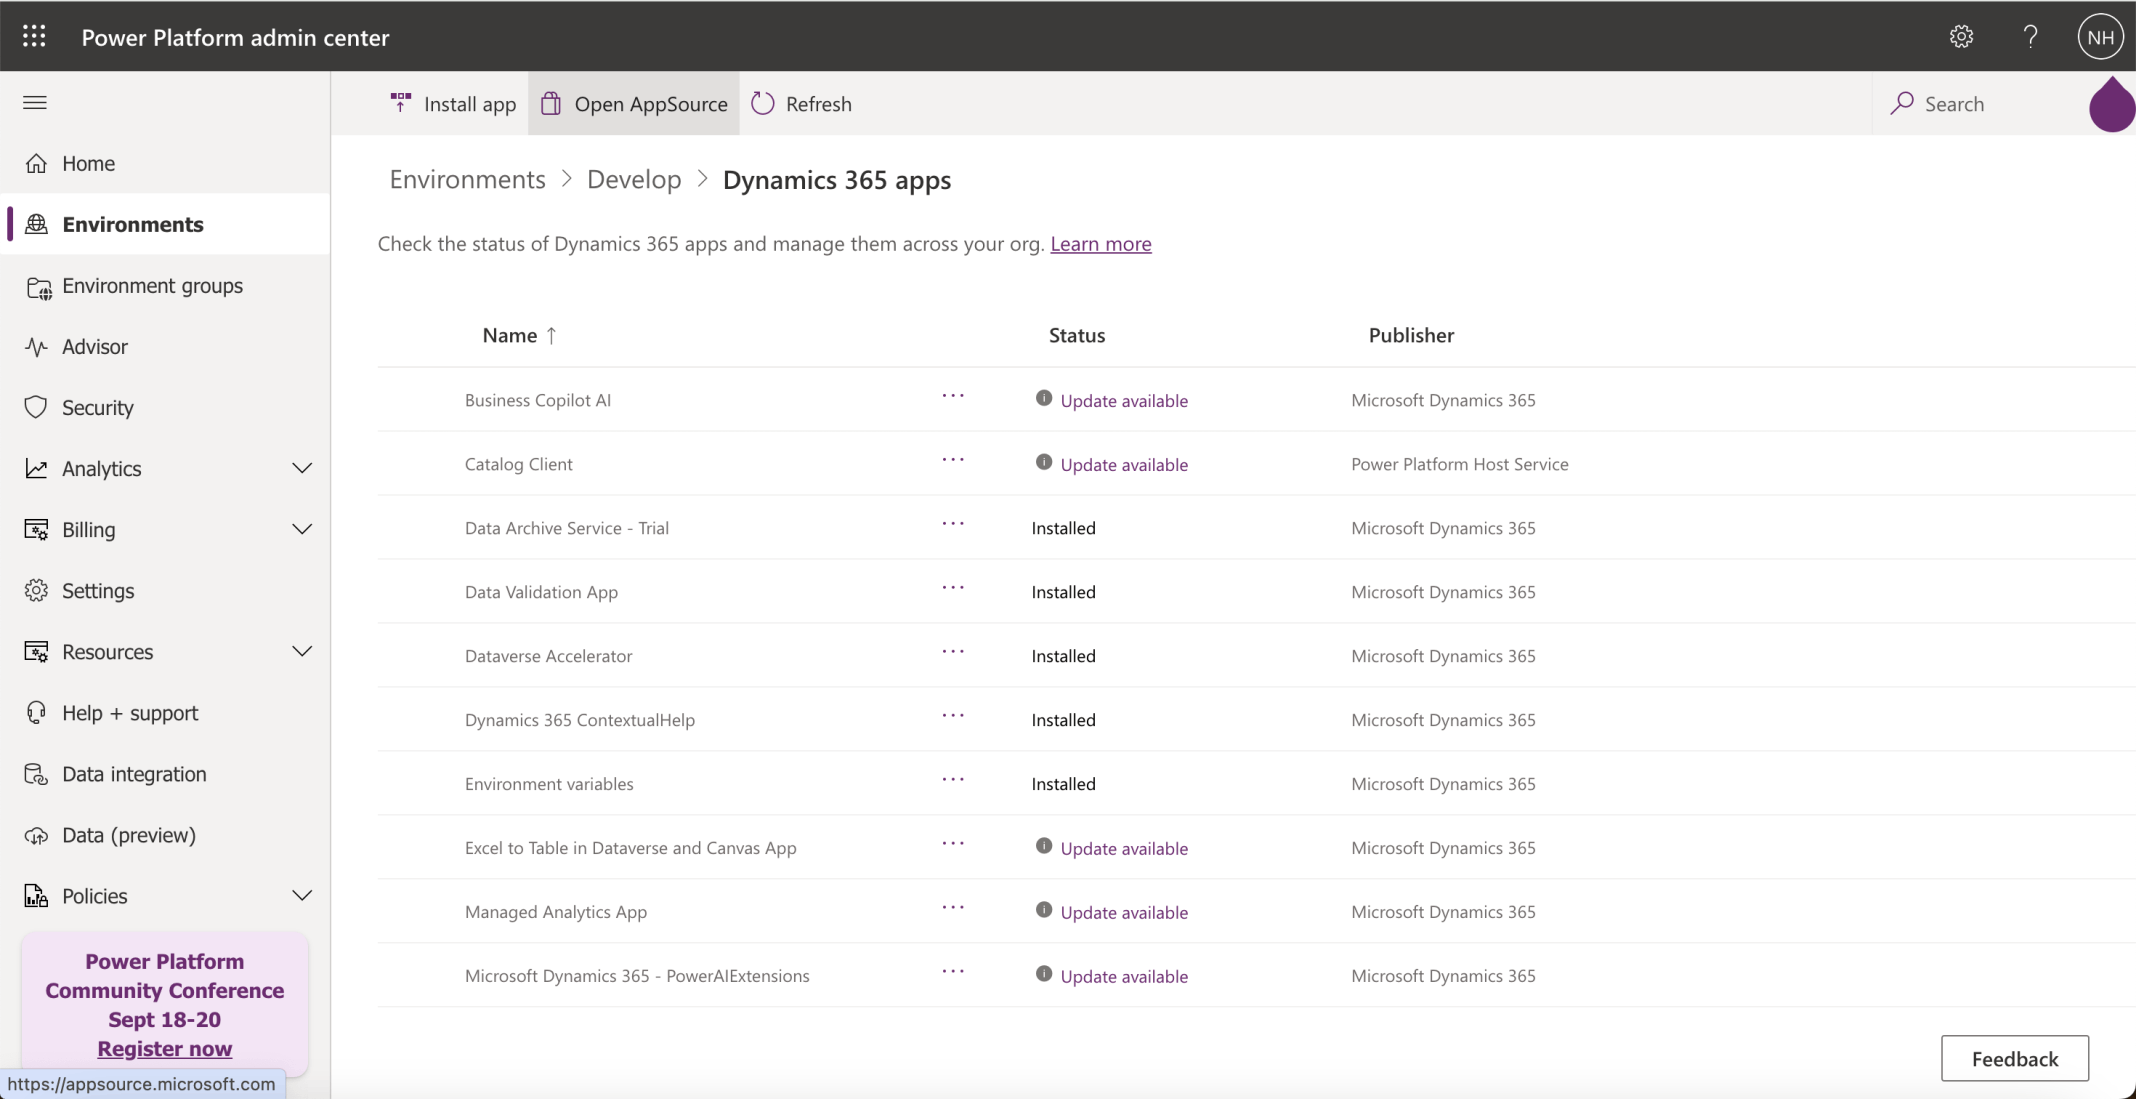 Power Platform admin center
?
NH
Install app
Open AppSource
Refresh
Search
Home
Environments
Environment groups
Advisor
Security
Analytics
Billing
Settings
Resources
Help + support
Data integration
Data (preview)
Policies
Power Platform
Community Conference
Sept 18-20
Register now
https://appsource.microsoft.com
Environments > Develop > Dynamics 365 apps
Check the status of Dynamics 365 apps and manage them across your org. Learn more
Name ↑ Status Publisher
Business Copilot AI ... Update available Microsoft Dynamics 365
Catalog Client ... Update available Power Platform Host Service
Data Archive Service - Trial ... Installed Microsoft Dynamics 365
Data Validation App ... Installed Microsoft Dynamics 365
Dataverse Accelerator ... Installed Microsoft Dynamics 365
Dynamics 365 ContextualHelp ... Installed Microsoft Dynamics 365
Environment variables ... Installed Microsoft Dynamics 365
Excel to Table in Dataverse and Canvas App ... Update available Microsoft Dynamics 365
Managed Analytics App ... Update available Microsoft Dynamics 365
Microsoft Dynamics 365 - PowerAIExtensions ... Update available Microsoft Dynamics 365
Feedback